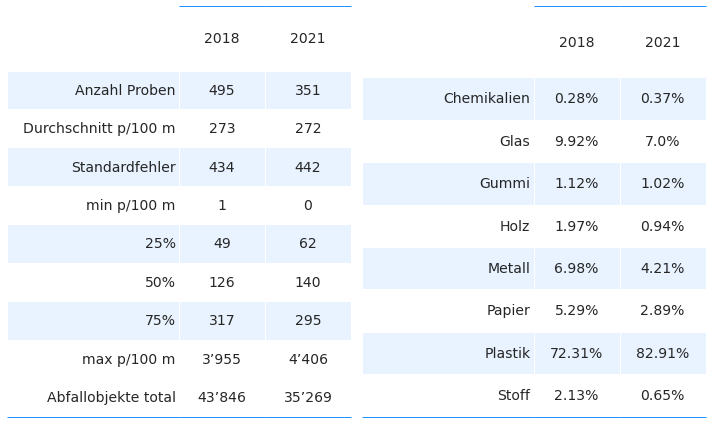 2018 2021
Anzahl Proben 495 351
Durchschnitt p/100 m 273 272
Standardfehler 434 442
min p/100 m 1 0
25% 49 62
50% 126 140
75% 317 295
max p/100 m 3’955 4’406
Abfallobjekte total 43’846 35’269
2018 2021
Chemikalien 0.28% 0.37%
Glas 9.92% 7.0%
Gummi 1.12% 1.02%
Holz 1.97% 0.94%
Metall 6.98% 4.21%
Papier 5.29% 2.89%
Plastik 72.31% 82.91%
Stoff 2.13% 0.65%